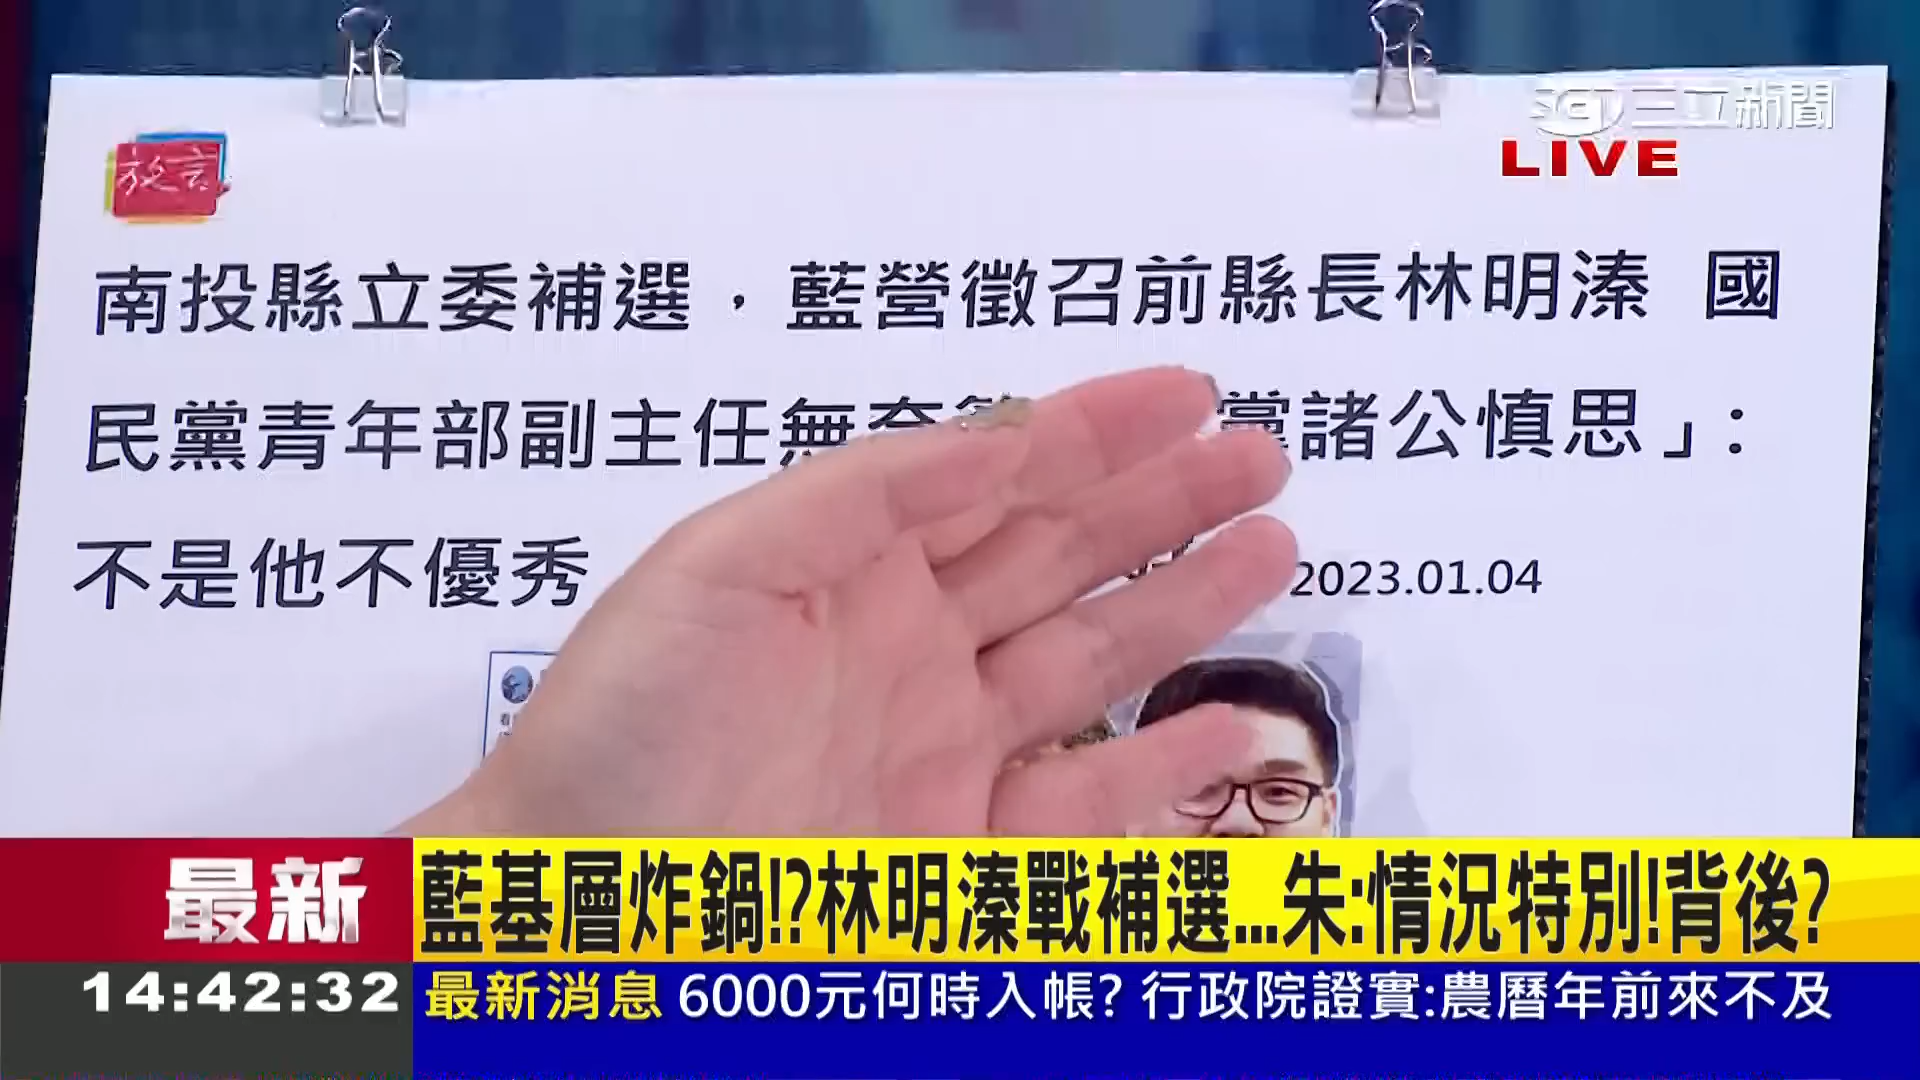 三立新聞
LIVE
放言
南投縣立委補選，藍營徵召前縣長林明溱 國
民黨青年部副主任無奈 黨諸公慎思」：
不是他不優秀 2023.01.04
最新 藍基層炸鍋!?林明溱戰補選...朱:情況特別!背後?
14:42:32 最新消息 6000元何時入帳? 行政院證實:農曆年前來不及